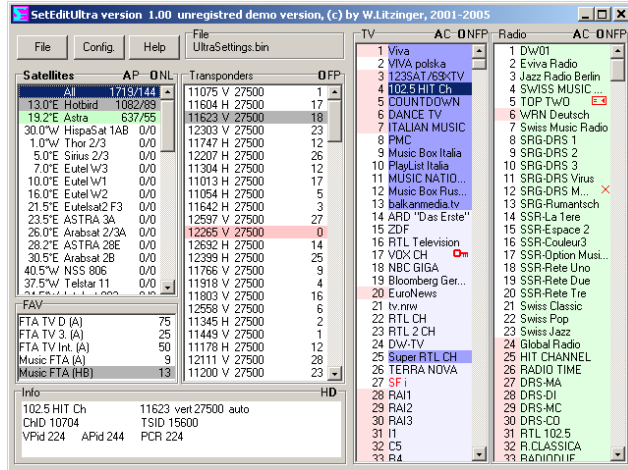 SetEditUltra version 1.00 unregistred demo version, (c) by W.Litzinger, 2001-2005
File Config. Help
File
UltraSettings.bin
Satellites AP 0NL
All 1719/144
13.0°E Hotbird 1082/89
19.2°E Astra 637/55
30.0°W HispaSat 1AB 0/0
1.0°W Thor 2/3 0/0
5.0°E Sirius 2/3 0/0
7.0°E Eutel W3 0/0
10.0°E Eutel W1 0/0
16.0°E Eutel W2 0/0
21.5°E Eutelsat2 F3 0/0
23.5°E ASTRA 3A 0/0
26.0°E Arabsat 2/3A 0/0
28.2°E ASTRA 28E 0/0
30.5°E Arabsat 2B 0/0
40.5°W NSS 806 0/0
37.5°W Telstar 11 0/0
FAV
FTA TV D (A) 75
FTA TV 3. (A) 25
FTA TV Int. (A) 50
Music FTA (A) 9
Music FTA (HB) 13
Transponders 0FP
11075 V 27500 1
11604 H 27500 17
11623 V 27500 18
12303 V 27500 23
11747 H 27500 12
12207 H 27500 26
11304 H 27500 12
11013 H 27500 17
11054 H 27500 5
11642 H 27500 3
12597 V 27500 27
12265 V 27500 0
12692 H 27500 14
12399 H 27500 25
11766 V 27500 9
11918 V 27500 4
11803 V 27500 16
12558 V 27500 6
11345 H 27500 2
11449 V 27500 1
11178 H 27500 12
12111 V 27500 28
11200 V 27500 23
Info HD
102.5 HIT Ch 11623 vert 27500 auto
ChID 10704 TSID 15600
VPid 224 APid 244 PCR 224
TV AC 0NFP
1 Viva
2 VIVA polska
3 123SAT/69XTV
4 102.5 HIT Ch
5 COUNTDOWN
6 DANCE TV
7 ITALIAN MUSIC
8 MCM
9 Music Box Italia
10 PlayList Italia
11 MUSIC NATIO...
12 Music Box Rus...
13 balkanmedia.tv
14 ARD "Das Erste"
15 ZDF
16 RTL Television
17 VOX CH
18 NBC GIGA
19 Bloomberg Ger...
20 EuroNews
21 tv.nrw
22 RTL CH
23 RTL 2 CH
24 DW-TV
25 Super RTL CH
26 TERRA NOVA
27 SF i
28 RAI1
29 RAI2
30 RAI3
31 I1
32 C5
33 R4
Radio AC 0NFP
1 DW01
2 Eviva Radio
3 Jazz Radio Berlin
4 SWISS MUSIC ...
5 TOP TWO
6 WRN Deutsch
7 Swiss Music Radio
8 SRG-DRS 1
9 SRG-DRS 2
10 SRG-DRS 3
11 SRG-DRS Virus
12 SRG-DRS M...
13 SRG-Rumantsch
14 SSR-La 1ere
15 SSR-Espace 2
16 SSR-Couleur3
17 SSR-Option Musi...
18 SSR-Rete Uno
19 SSR-Rete Due
20 SSR-Rete Tre
21 Swiss Classic
22 Swiss Pop
23 Swiss Jazz
24 Global Radio
25 HIT CHANNEL
26 RADIO TIME
27 DRS-MA
28 DRS-DI
29 DRS-MC
30 DRS-CO
31 RTL 102.5
32 R.CLASSICA
33 RADIODUE